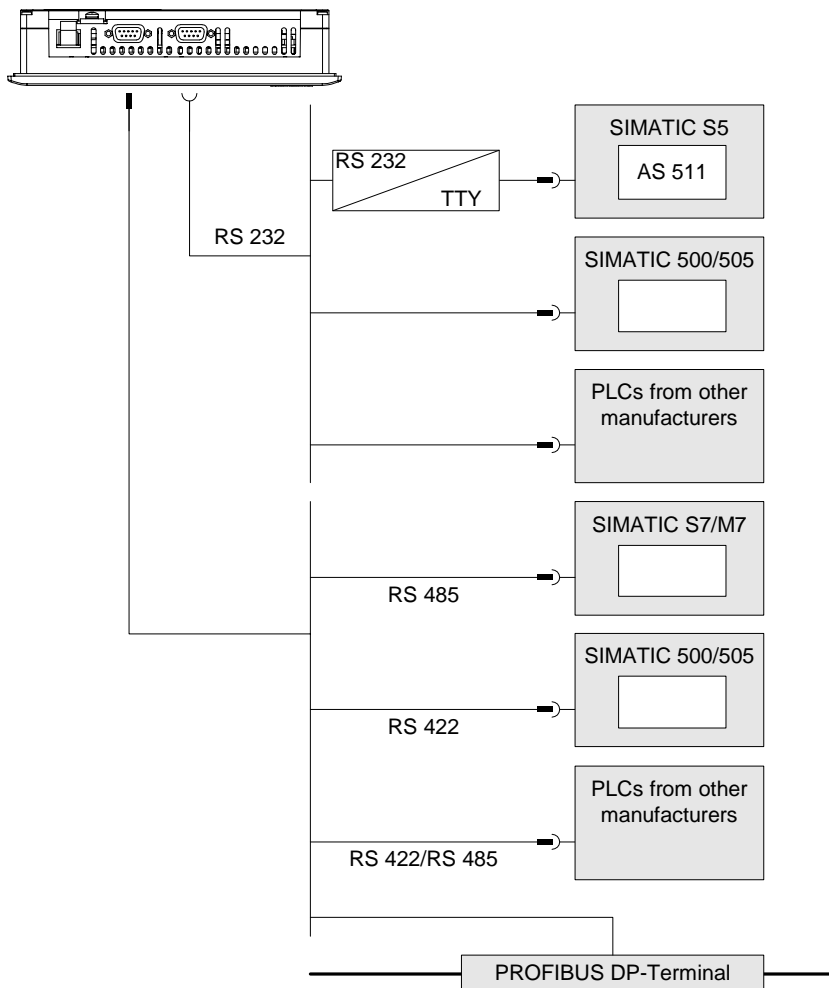 SIMATIC S5
RS 232
AS 511
TTY
RS 232
SIMATIC 500/505
PLCs from other
manufacturers
SIMATIC S7/M7
RS 485
SIMATIC 500/505
RS 422
PLCs from other
manufacturers
RS 422/RS 485
PROFIBUS DP-Terminal